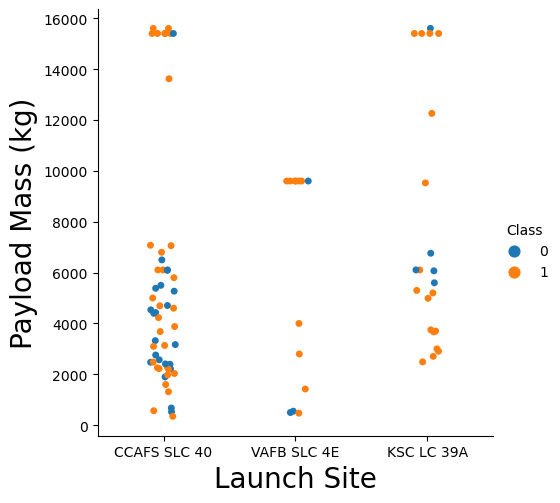 16000
14000
12000
10000
8000
6000
4000
2000
0
Payload Mass (kg)
CCAFS SLC 40
VAFB SLC 4E
KSC LC 39A
Launch Site
Class
0
1